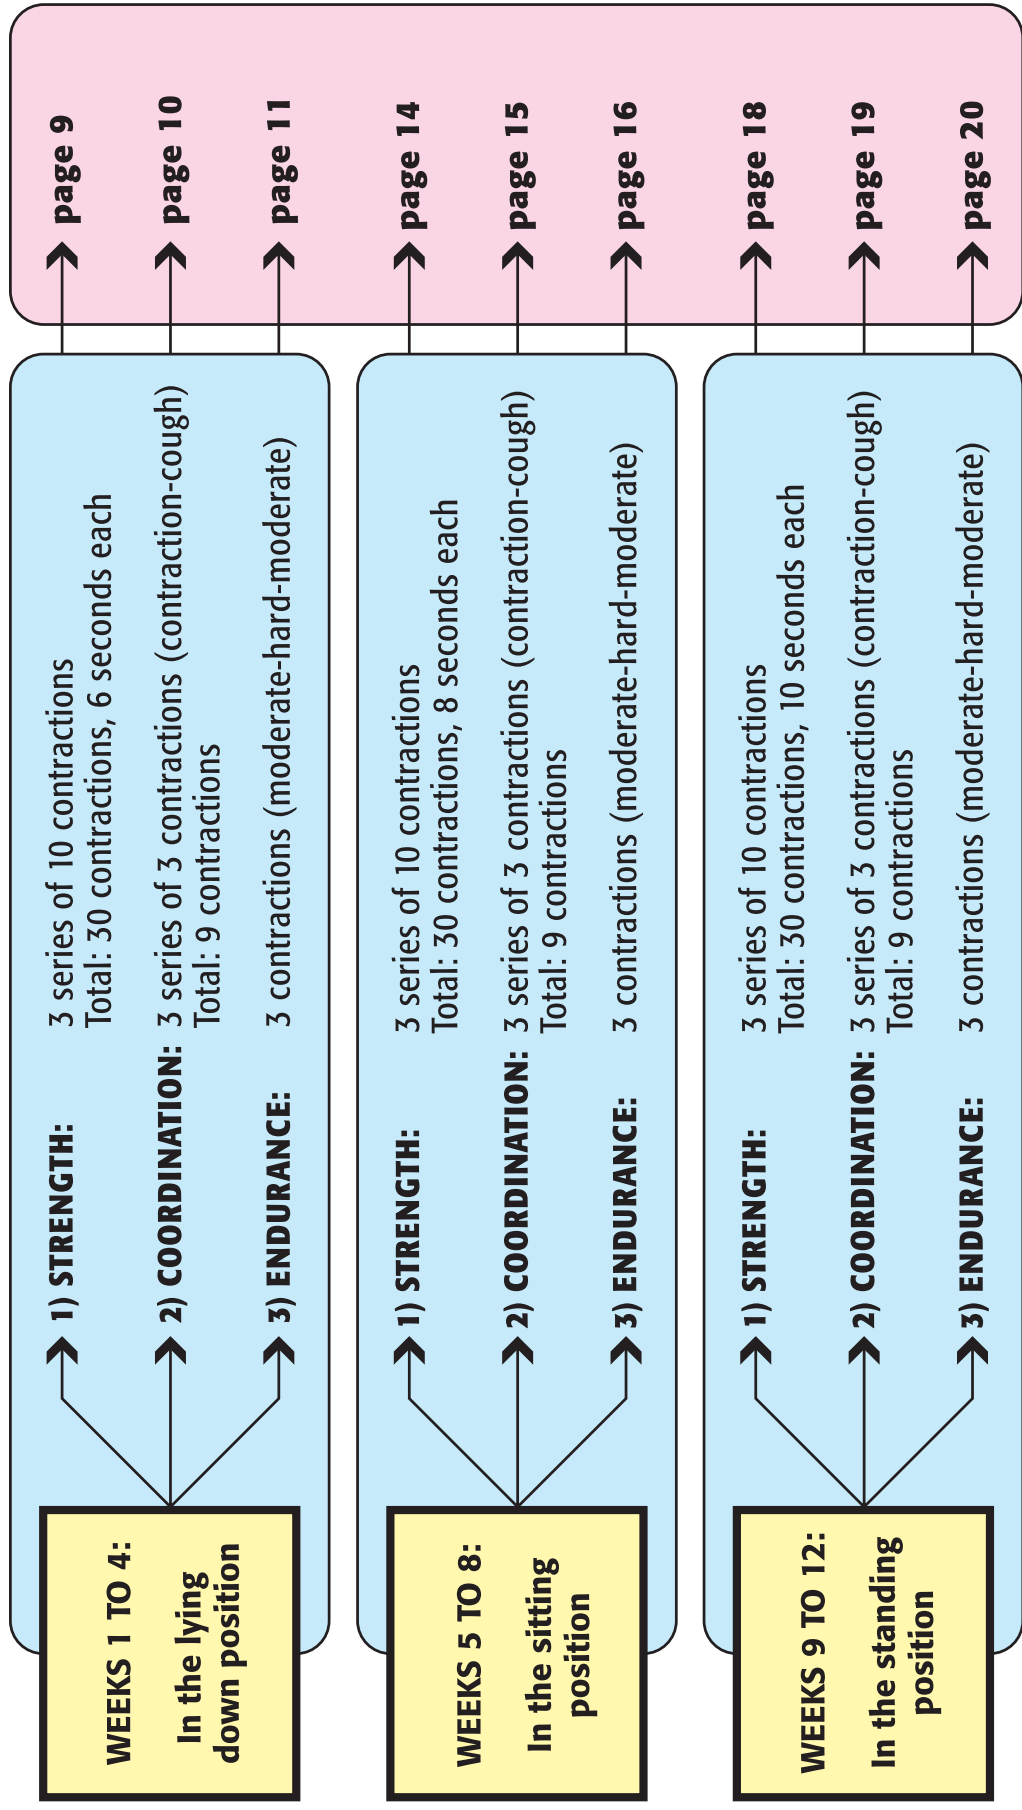 WEEKS 1 TO 4:
In the lying
down position
1) STRENGTH:
3 series of 10 contractions
Total: 30 contractions, 6 seconds each
page 9
2) COORDINATION:
3 series of 3 contractions (contraction-cough)
Total: 9 contractions
page 10
3) ENDURANCE:
3 contractions (moderate-hard-moderate)
page 11
WEEKS 5 TO 8:
In the sitting
position
1) STRENGTH:
3 series of 10 contractions
Total: 30 contractions, 8 seconds each
page 14
2) COORDINATION:
3 series of 3 contractions (contraction-cough)
Total: 9 contractions
page 15
3) ENDURANCE:
3 contractions (moderate-hard-moderate)
page 16
WEEKS 9 TO 12:
In the standing
position
1) STRENGTH:
3 series of 10 contractions
Total: 30 contractions, 10 seconds each
page 18
2) COORDINATION:
3 series of 3 contractions (contraction-cough)
Total: 9 contractions
page 19
3) ENDURANCE:
3 contractions (moderate-hard-moderate)
page 20